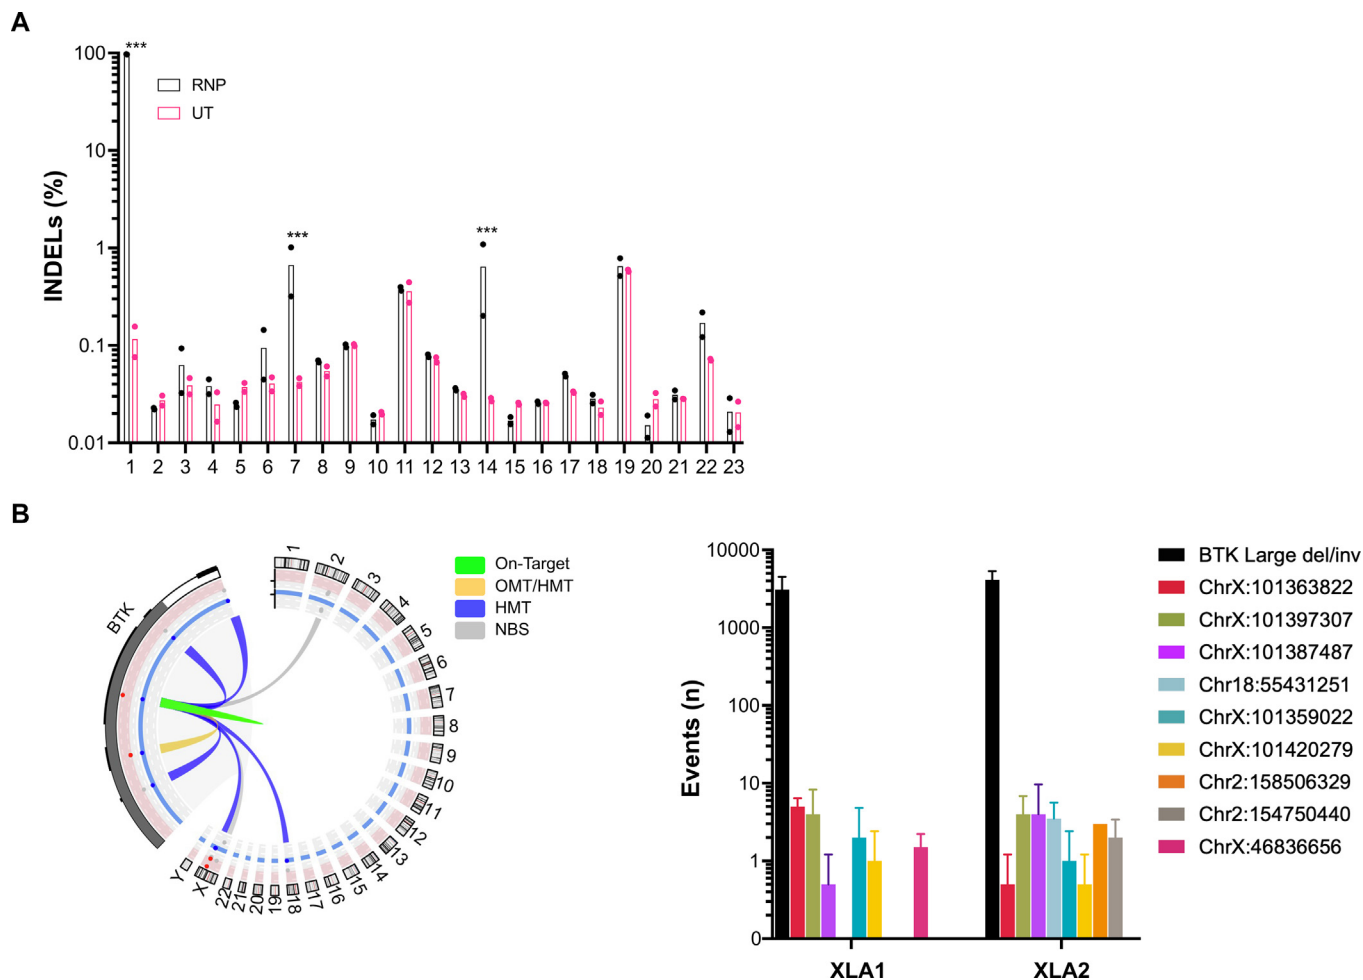 A
***
100
RNP
UT
10
***
***
1
INDELs (%)
0.1
0.01
1 2 3 4 5 6 7 8 9 10 11 12 13 14 15 16 17 18 19 20 21 22 23
B
BTK
1
2
3
4
5
6
7
8
9
10
11
12
13
14
15
16
17
18
19
20
21
22
X
Y
On-Target
OMT/HMT
HMT
NBS
Events (n)
10000
1000
100
10
1
0
XLA1 XLA2
BTK Large del/inv
ChrX:101363822
ChrX:101397307
ChrX:101387487
Chr18:55431251
ChrX:101359022
ChrX:101420279
Chr2:158506329
Chr2:154750440
ChrX:46836656